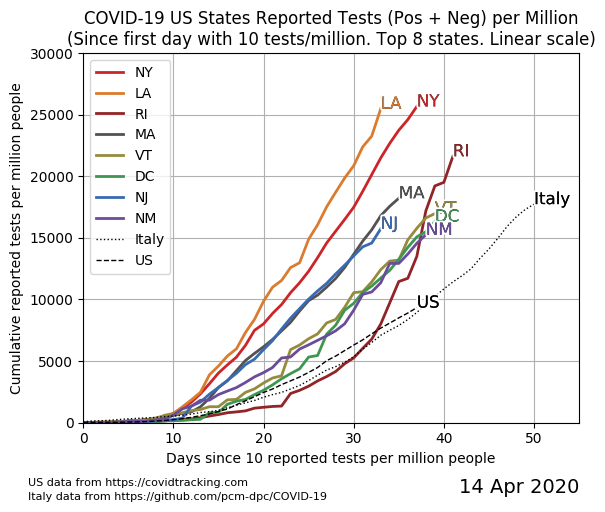 COVID-19 US States Reported Tests (Pos + Neg) per Million
(Since first day with 10 tests/million. Top 8 states. Linear scale)
30000
25000
20000
15000
10000
5000
0
Cumulative reported tests per million people
NY
LA
RI
MA
VT
DC
NJ
NM
Italy
US
LA
NY
RI
MA
Italy
VT
DC
NJ
NM
US
0
10
20
30
40
50
Days since 10 reported tests per million people
US data from https://covidtracking.com
Italy data from https://github.com/pcm-dpc/COVID-19
14 Apr 2020